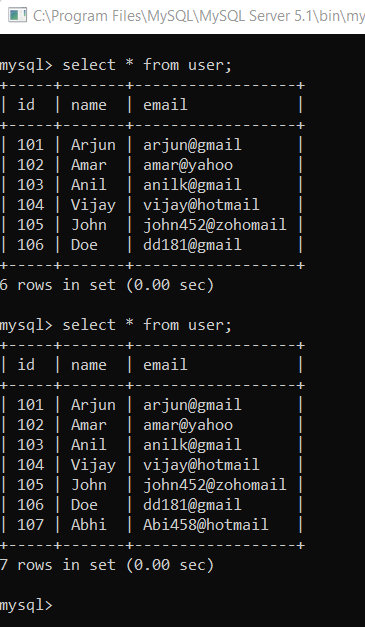 C:\Program Files\MySQL\MySQL Server 5.1\bin\my
mysql> select * from user;
+-----+-------+-----------------+
| id  | name  | email           |
+-----+-------+-----------------+
| 101 | Arjun | arjun@gmail     |
| 102 | Amar  | amar@yahoo      |
| 103 | Anil  | anilk@gmail     |
| 104 | Vijay | vijay@hotmail   |
| 105 | John  | john452@zohomail |
| 106 | Doe   | dd181@gmail     |
+-----+-------+-----------------+
6 rows in set (0.00 sec)
mysql> select * from user;
+-----+-------+-----------------+
| id  | name  | email           |
+-----+-------+-----------------+
| 101 | Arjun | arjun@gmail     |
| 102 | Amar  | amar@yahoo      |
| 103 | Anil  | anilk@gmail     |
| 104 | Vijay | vijay@hotmail   |
| 105 | John  | john452@zohomail |
| 106 | Doe   | dd181@gmail     |
| 107 | Abhi  | Abi458@hotmail  |
+-----+-------+-----------------+
7 rows in set (0.00 sec)
mysql>